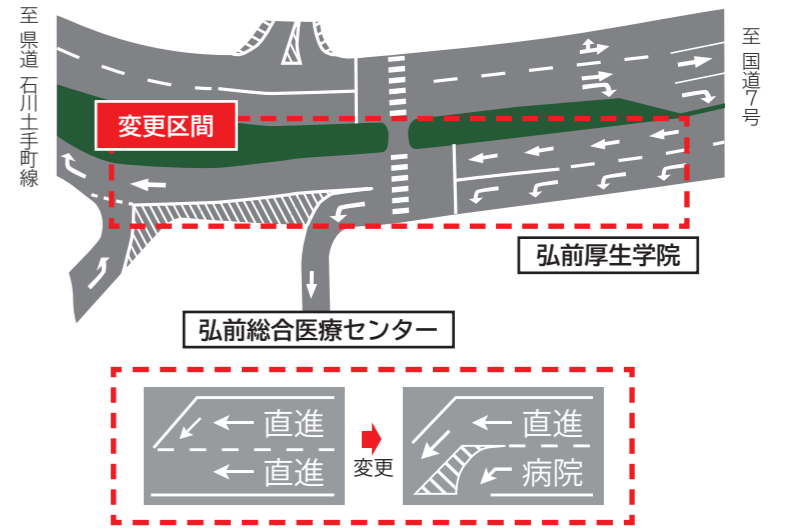 至 県道 石川土手町線
至 国道7号
変更区間
弘前厚生学院
弘前総合医療センター
直進
直進
変更
直進
病院